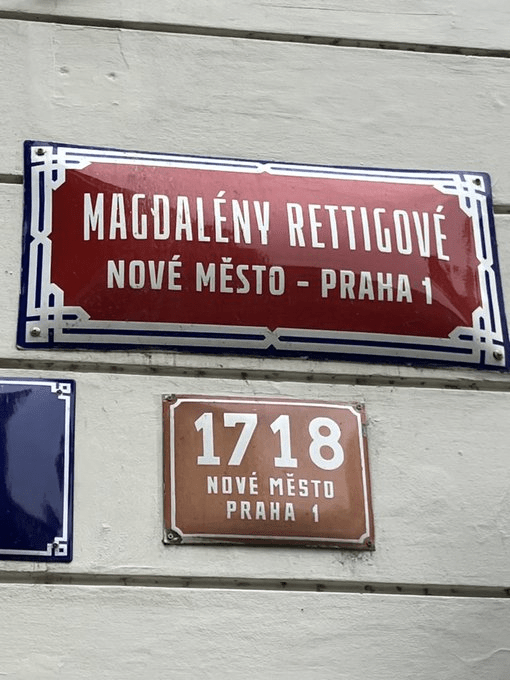 MAGDALÉNY RETTIGOVÉ
NOVÉ MĚSTO - PRAHA 1
1718
NOVÉ MĚSTO
PRAHA 1